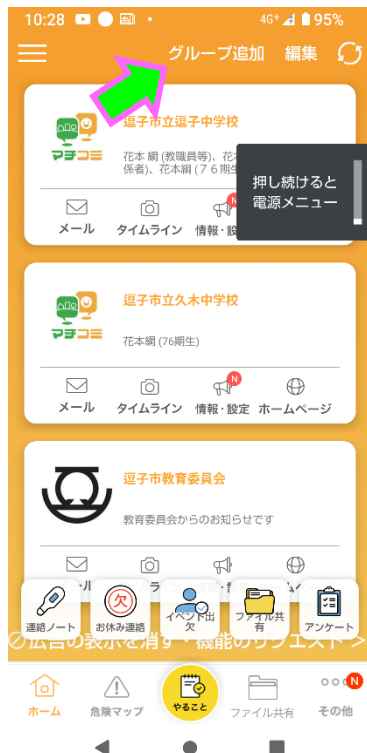 10:28
4G+ 95%
グループ追加 編集
逗子市立逗子中学校
マチコミ
花本 綱 (教職員等)、花
係者)、花本綱 (７６期生
押し続けると
電源メニュー
メール タイムライン 情報・設
N
逗子市立久木中学校
マチコミ
花本綱 (76期生)
N
メール タイムライン 情報・設定 ホームページ
逗子市教育委員会
教育委員会からのお知らせです
欠
連絡ノート お休み連絡 イベント出欠 ファイル共有 アンケート
広告の表示を消す・機能のリクエスト >
N
ホーム 危険マップ やること ファイル共有 その他